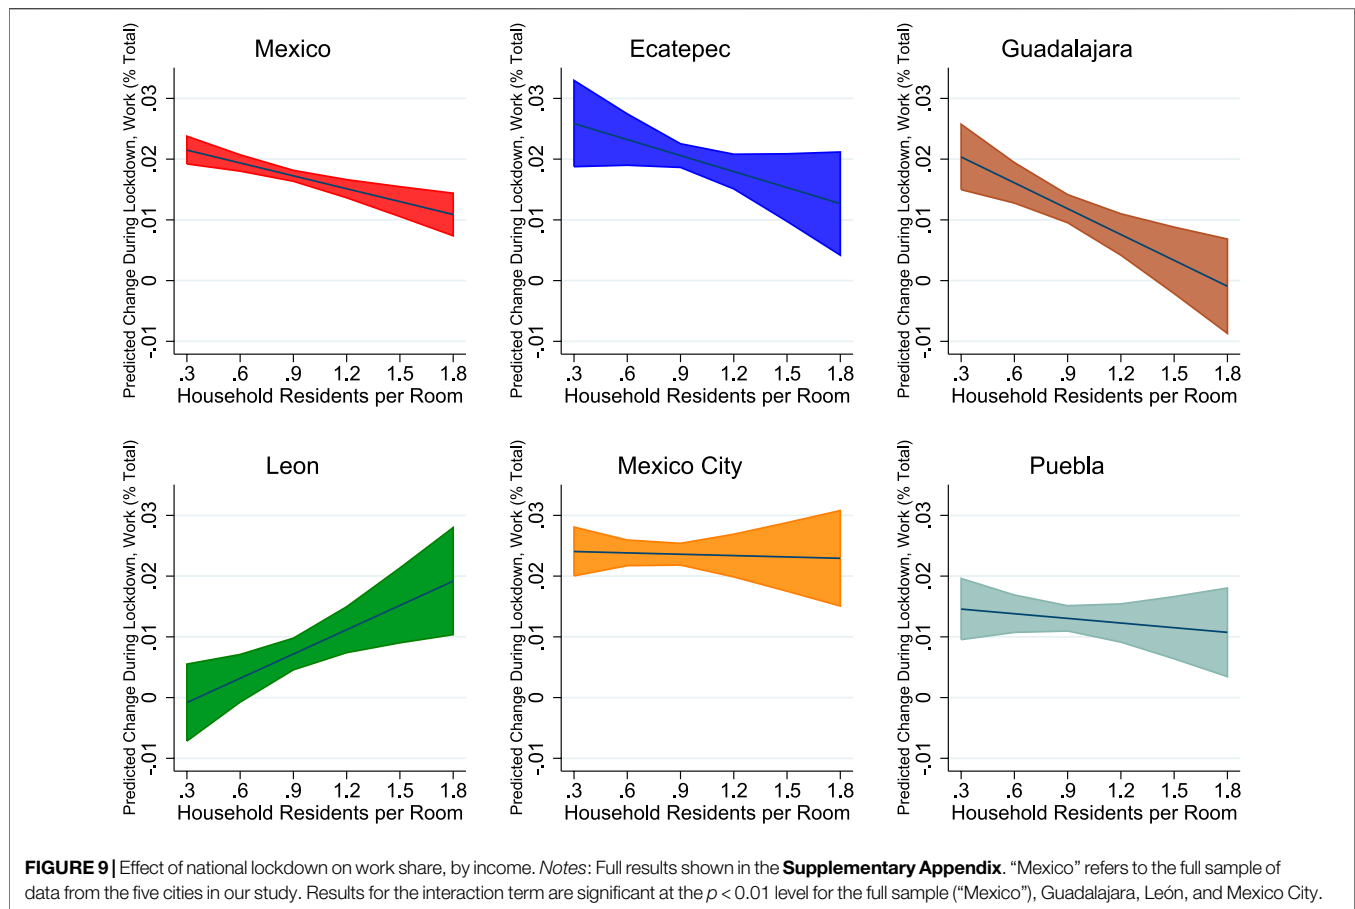 Mexico
Predicted Change During Lockdown, Work (% Total)
.03
.02
.01
0
-.01
.3 .6 .9 1.2 1.5 1.8
Household Residents per Room
Ecatepec
Predicted Change During Lockdown, Work (% Total)
.03
.02
.01
0
-.01
.3 .6 .9 1.2 1.5 1.8
Household Residents per Room
Guadalajara
Predicted Change During Lockdown, Work (% Total)
.03
.02
.01
0
-.01
.3 .6 .9 1.2 1.5 1.8
Household Residents per Room
Leon
Predicted Change During Lockdown, Work (% Total)
.03
.02
.01
0
-.01
.3 .6 .9 1.2 1.5 1.8
Household Residents per Room
Mexico City
Predicted Change During Lockdown, Work (% Total)
.03
.02
.01
0
-.01
.3 .6 .9 1.2 1.5 1.8
Household Residents per Room
Puebla
Predicted Change During Lockdown, Work (% Total)
.03
.02
.01
0
-.01
.3 .6 .9 1.2 1.5 1.8
Household Residents per Room
FIGURE 9 | Effect of national lockdown on work share, by income. Notes: Full results shown in the Supplementary Appendix. “Mexico” refers to the full sample of
data from the five cities in our study. Results for the interaction term are significant at the p < 0.01 level for the full sample (“Mexico”), Guadalajara, León, and Mexico City.